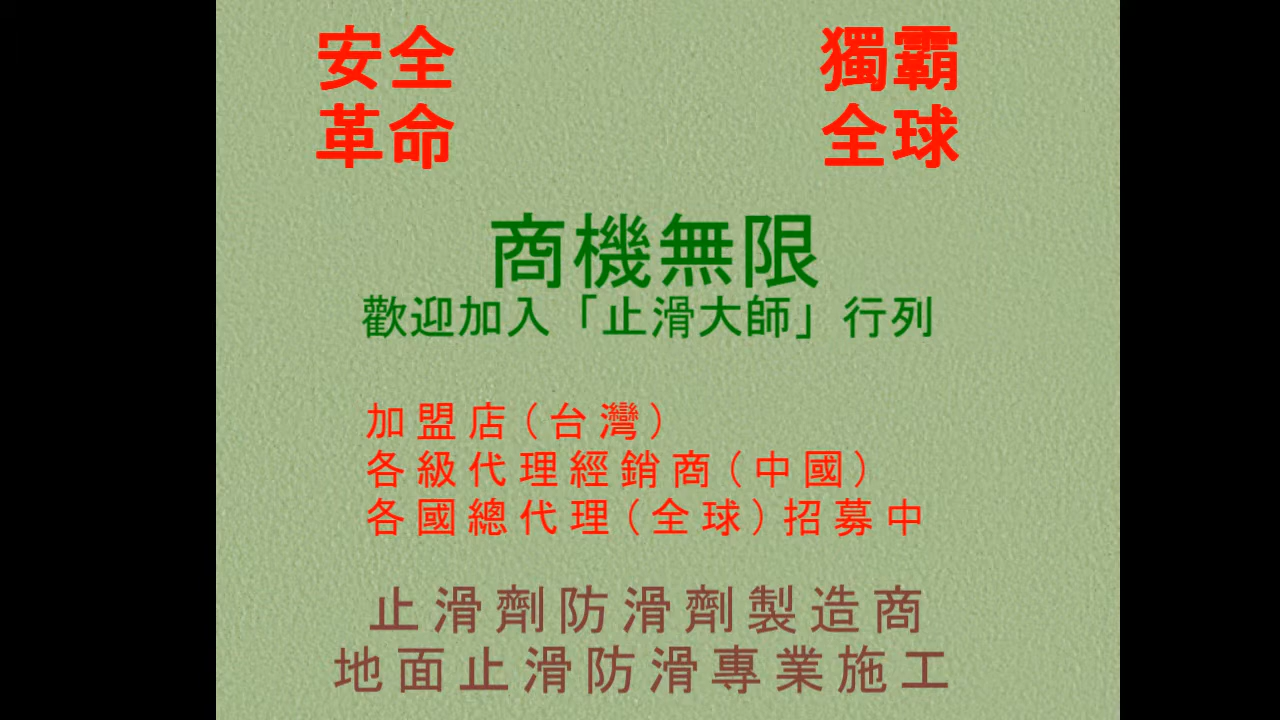 安全 獨霸
革命 全球
商機無限
歡迎加入「止滑大師」行列
加盟店(台灣)
各級代理經銷商(中國)
各國總代理(全球)招募中
止滑劑防滑劑製造商
地面止滑防滑專業施工